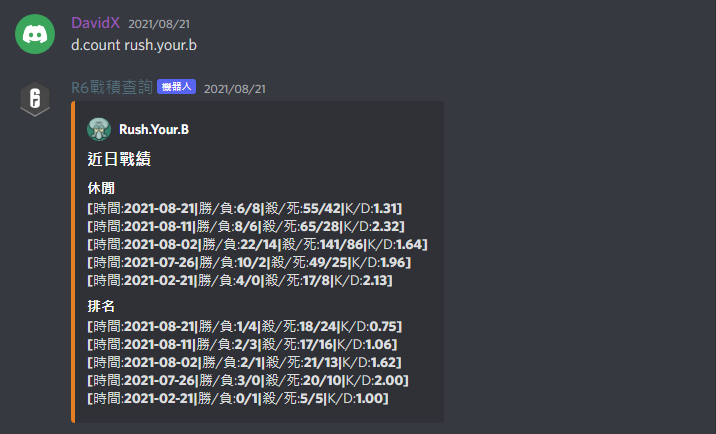 DavidX 2021/08/21
d.count rush.your.b
R6戰積查詢 機器人 2021/08/21
Rush.Your.B
近日戰績
休閒
[時間:2021-08-21|勝/負:6/8|殺/死:55/42|K/D:1.31]
[時間:2021-08-11|勝/負:8/6|殺/死:65/28|K/D:2.32]
[時間:2021-08-02|勝/負:22/14|殺/死:141/86|K/D:1.64]
[時間:2021-07-26|勝/負:10/2|殺/死:49/25|K/D:1.96]
[時間:2021-02-21|勝/負:4/0|殺/死:17/8|K/D:2.13]
排名
[時間:2021-08-21|勝/負:1/4|殺/死:18/24|K/D:0.75]
[時間:2021-08-11|勝/負:2/3|殺/死:17/16|K/D:1.06]
[時間:2021-08-02|勝/負:2/1|殺/死:21/13|K/D:1.62]
[時間:2021-07-26|勝/負:3/0|殺/死:20/10|K/D:2.00]
[時間:2021-02-21|勝/負:0/1|殺/死:5/5|K/D:1.00]